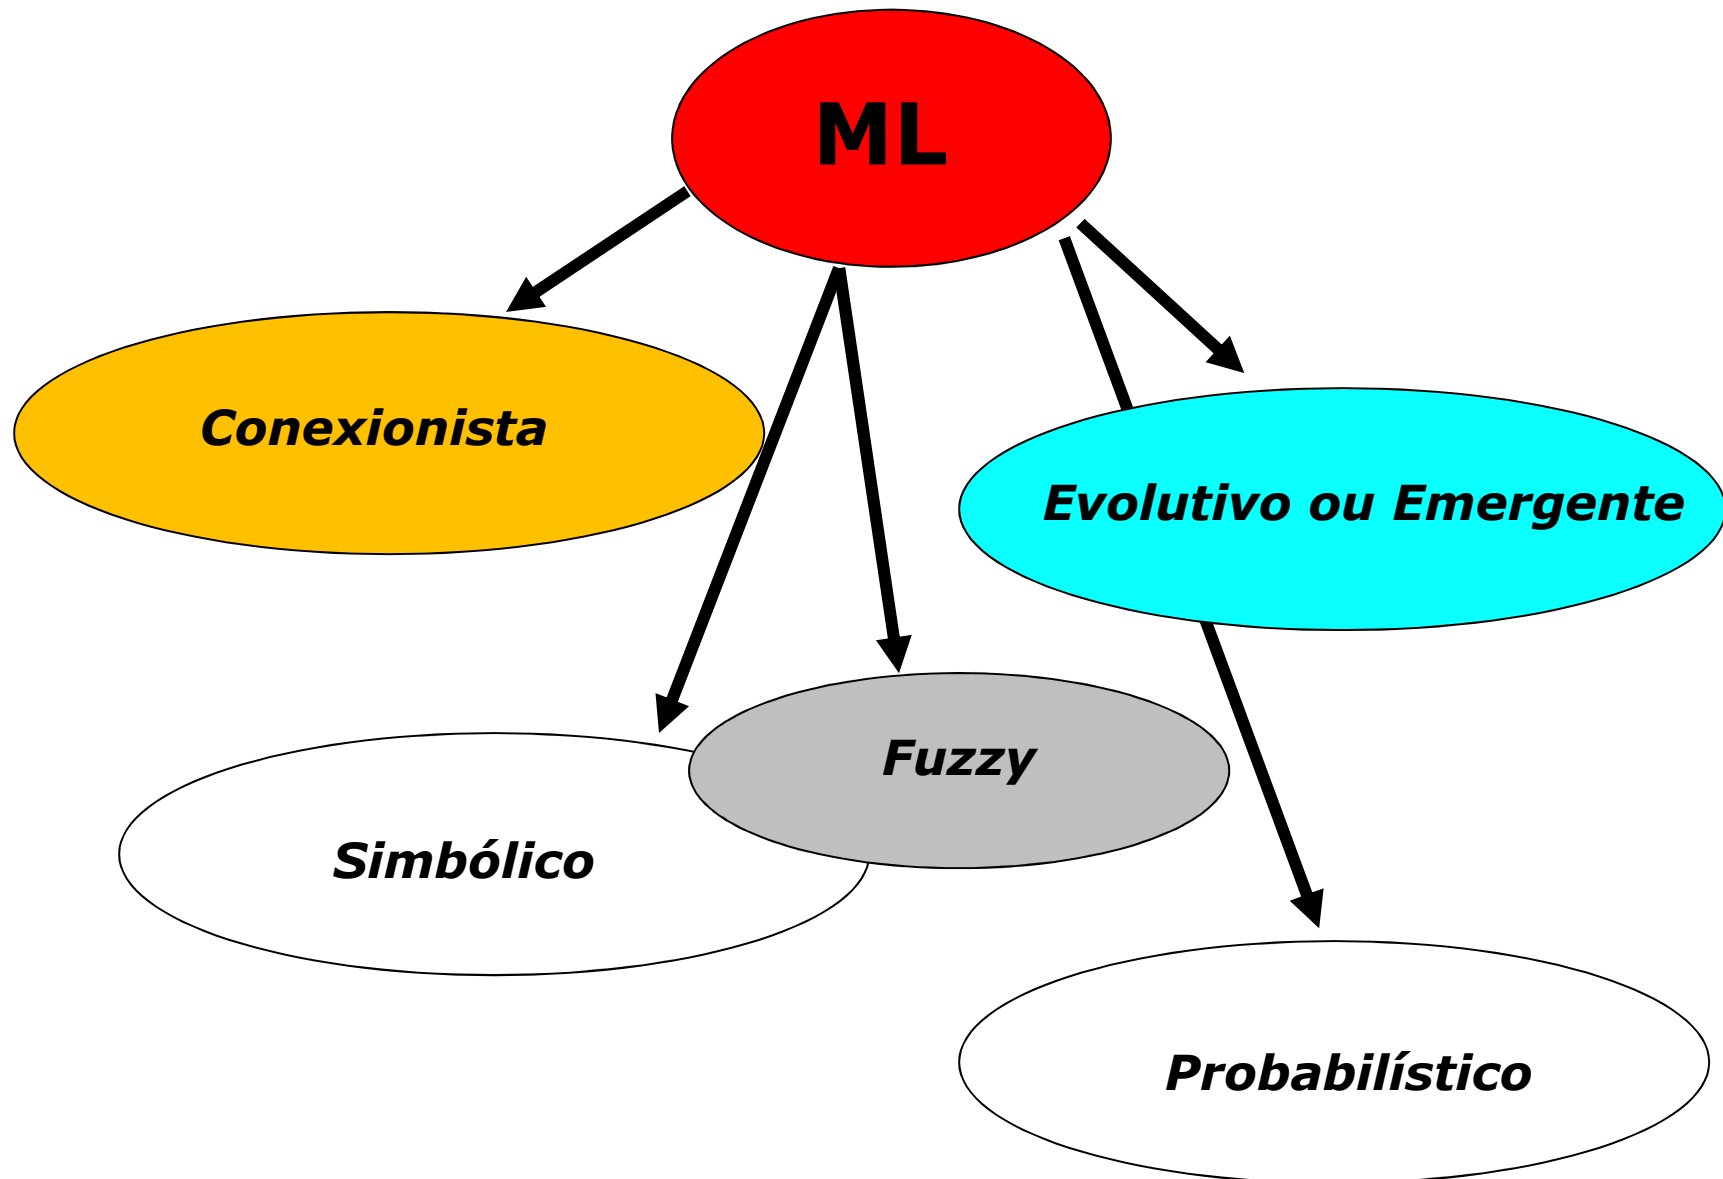 ML
Conexionista
Evolutivo ou Emergente
Fuzzy
Simbólico
Probabilístico